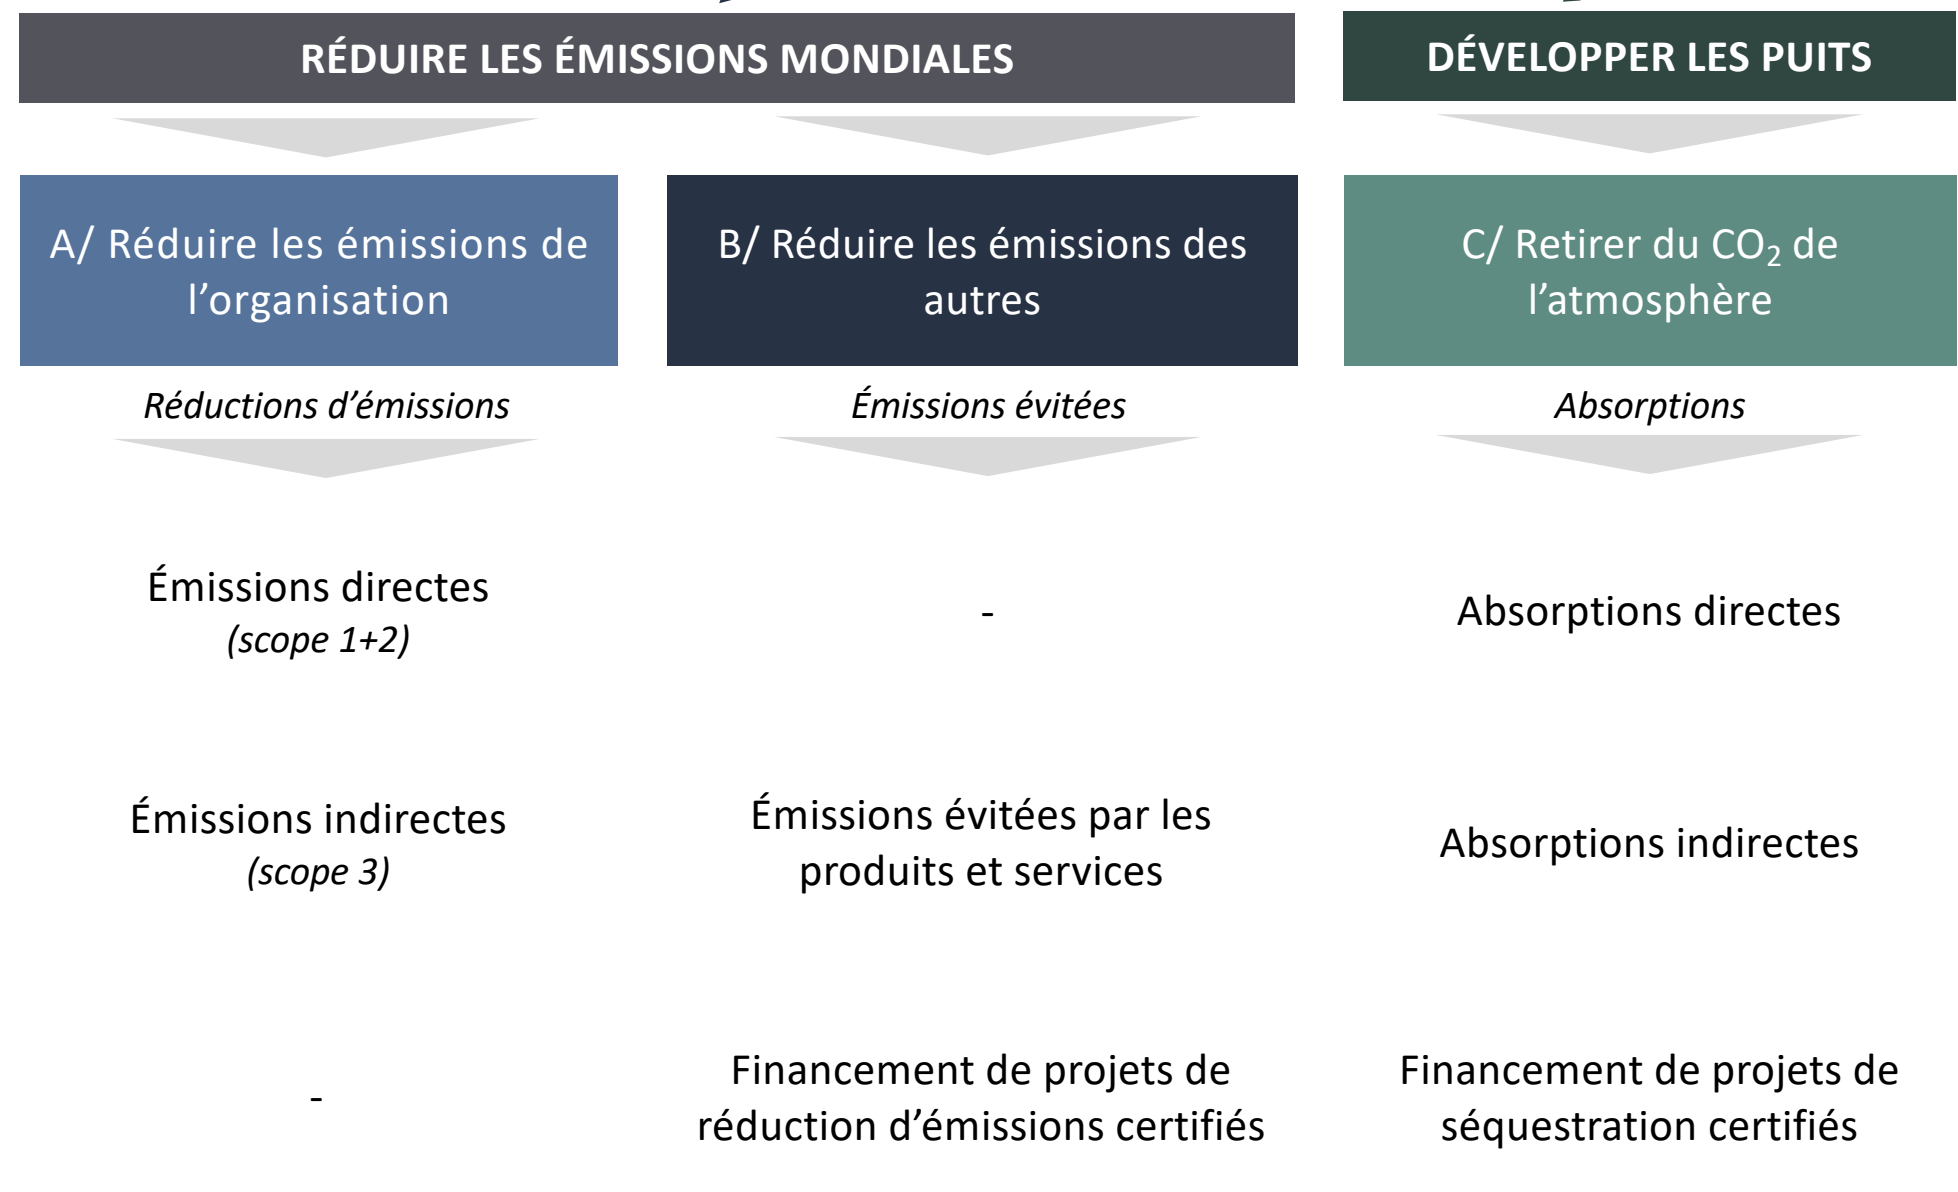 RÉDUIRE LES ÉMISSIONS MONDIALES
DÉVELOPPER LES PUITS
A/ Réduire les émissions de
l’organisation
B/ Réduire les émissions des
autres
C/ Retirer du CO₂ de
l’atmosphère
Réductions d’émissions
Émissions évitées
Absorptions
Émissions directes
(scope 1+2)
-
Absorptions directes
Émissions indirectes
(scope 3)
Émissions évitées par les
produits et services
Absorptions indirectes
-
Financement de projets de
réduction d’émissions certifiés
Financement de projets de
séquestration certifiés